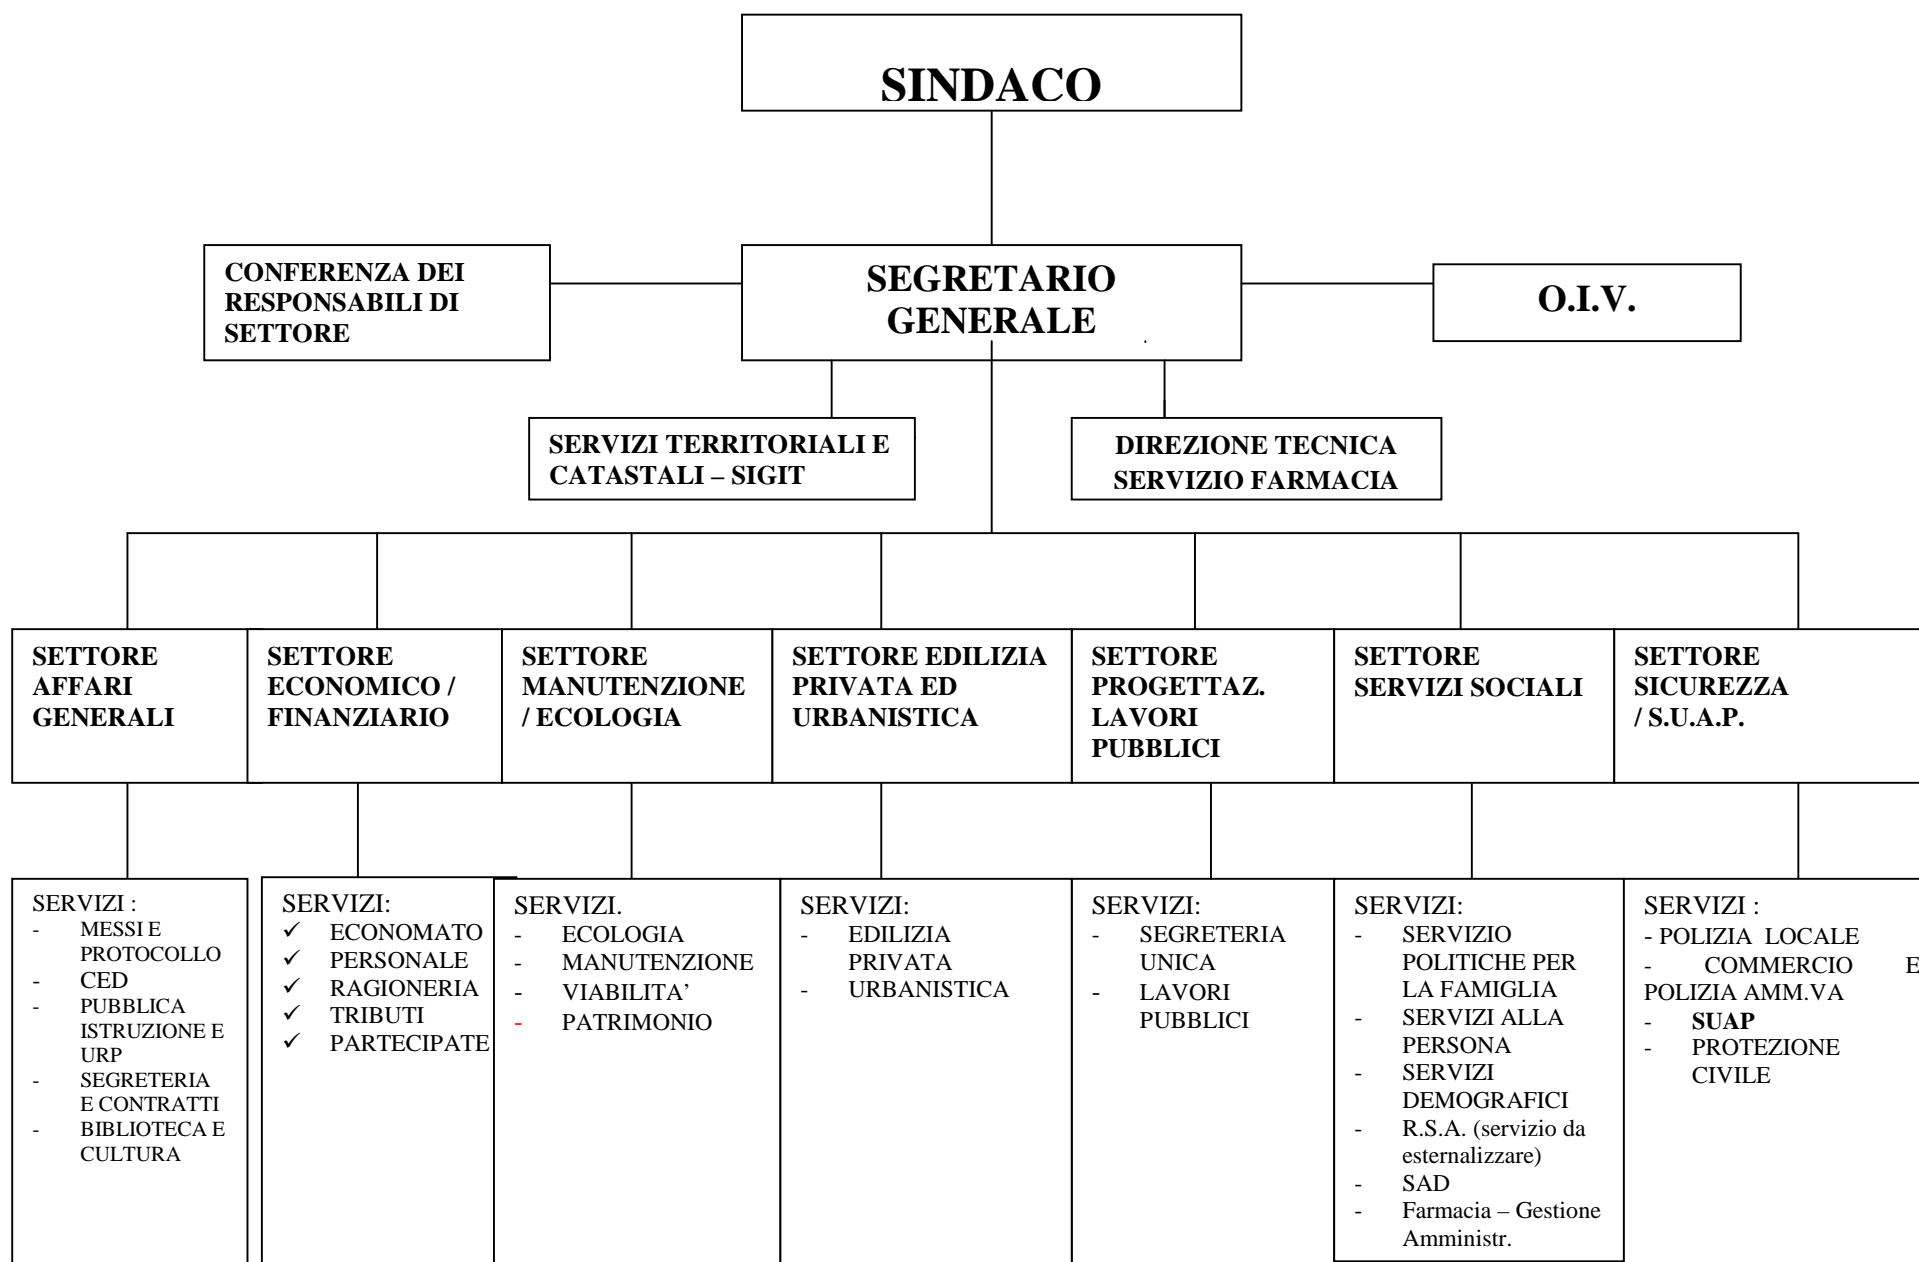 SINDACO
CONFERENZA DEI
RESPONSABILI DI
SETTORE
SEGRETARIO
GENERALE
O.I.V.
SERVIZI TERRITORIALI E
CATASTALI – SIGIT
DIREZIONE TECNICA
SERVIZIO FARMACIA
SETTORE
AFFARI
GENERALI
SETTORE
ECONOMICO /
FINANZIARIO
SETTORE
MANUTENZIONE
/ ECOLOGIA
SETTORE EDILIZIA
PRIVATA ED
URBANISTICA
SETTORE
PROGETTAZ.
LAVORI
PUBBLICI
SETTORE
SERVIZI SOCIALI
SETTORE
SICUREZZA
/ S.U.A.P.
SERVIZI :
- MESSI E
PROTOCOLLO
- CED
- PUBBLICA
ISTRUZIONE E
URP
- SEGRETERIA
E CONTRATTI
- BIBLIOTECA E
CULTURA
SERVIZI:
✓ ECONOMATO
✓ PERSONALE
✓ RAGIONERIA
✓ TRIBUTI
✓ PARTECIPATE
SERVIZI.
- ECOLOGIA
- MANUTENZIONE
- VIABILITA’
- PATRIMONIO
SERVIZI:
- EDILIZIA
PRIVATA
- URBANISTICA
SERVIZI:
- SEGRETERIA
UNICA
- LAVORI
PUBBLICI
SERVIZI:
- SERVIZIO
POLITICHE PER
LA FAMIGLIA
- SERVIZI ALLA
PERSONA
- SERVIZI
DEMOGRAFICI
- R.S.A. (servizio da
esternalizzare)
- SAD
- Farmacia – Gestione
Amministr.
SERVIZI :
- POLIZIA LOCALE
- COMMERCIO E
POLIZIA AMM.VA
- SUAP
- PROTEZIONE
CIVILE